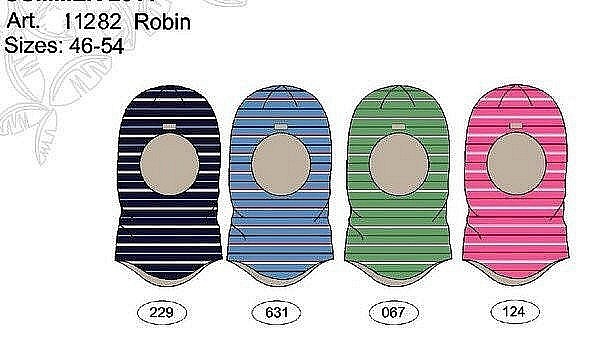 Art. 11282 Robin
Sizes: 46-54
229 631 067 124